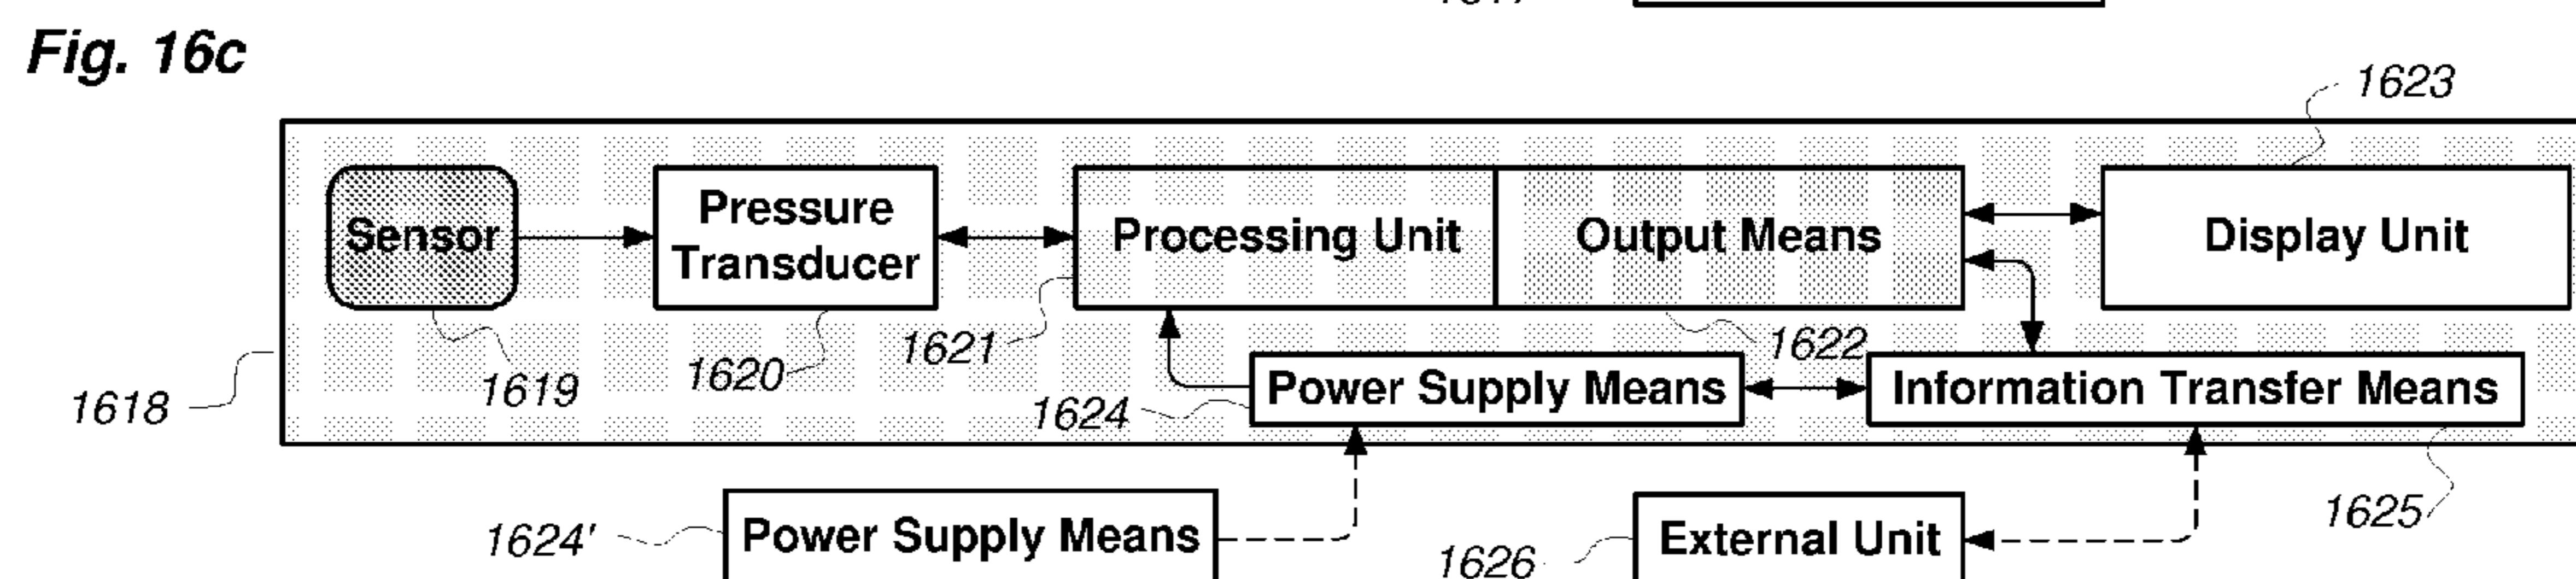 Fig. 16c
1623
Sensor
Pressure
Transducer
Processing Unit
Output Means
Display Unit
1621
1622
1619
1620
1618
1624
Power Supply Means
Information Transfer Means
1624'
Power Supply Means
1626
External Unit
1625